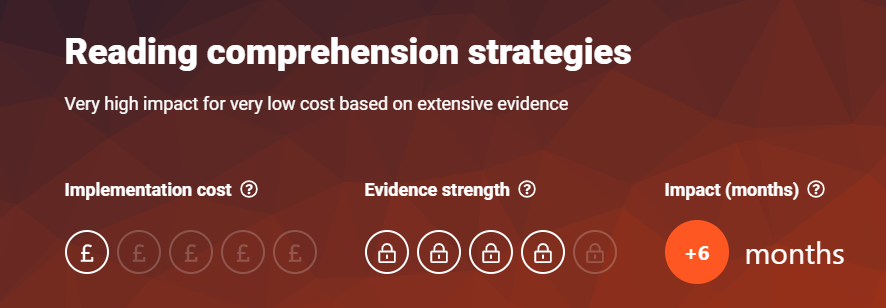 Reading comprehension strategies
Very high impact for very low cost based on extensive evidence
Implementation cost ? Evidence strength ? Impact (months) ?
£ £ £ £ £ +6 months